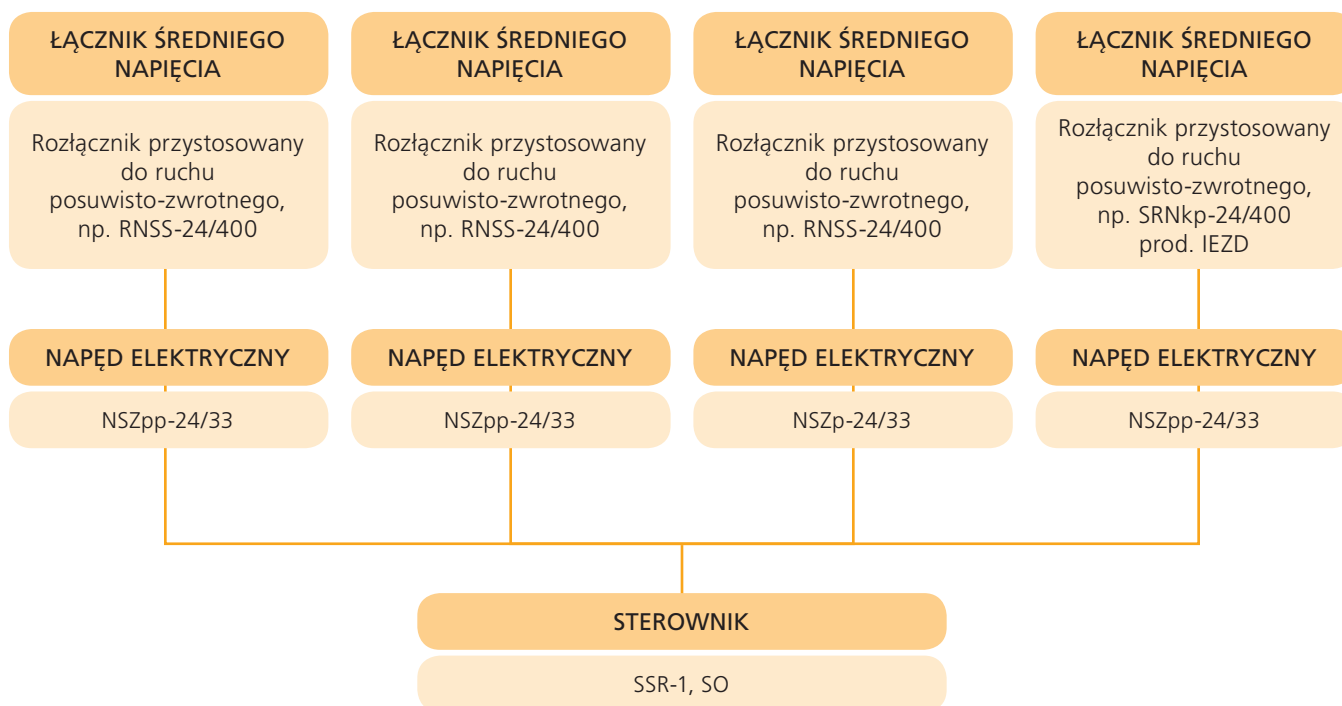 ŁĄCZNIK ŚREDNIEGO
NAPIĘCIA
Rozłącznik przystosowany
do ruchu
posuwisto-zwrotnego,
np. RNSS-24/400
NAPĘD ELEKTRYCZNY
NSZpp-24/33
ŁĄCZNIK ŚREDNIEGO
NAPIĘCIA
Rozłącznik przystosowany
do ruchu
posuwisto-zwrotnego,
np. RNSS-24/400
NAPĘD ELEKTRYCZNY
NSZpp-24/33
ŁĄCZNIK ŚREDNIEGO
NAPIĘCIA
Rozłącznik przystosowany
do ruchu
posuwisto-zwrotnego,
np. RNSS-24/400
NAPĘD ELEKTRYCZNY
NSZp-24/33
ŁĄCZNIK ŚREDNIEGO
NAPIĘCIA
Rozłącznik przystosowany
do ruchu
posuwisto-zwrotnego,
np. SRNkp-24/400
prod. IEZD
NAPĘD ELEKTRYCZNY
NSZpp-24/33
STEROWNIK
SSR-1, SO